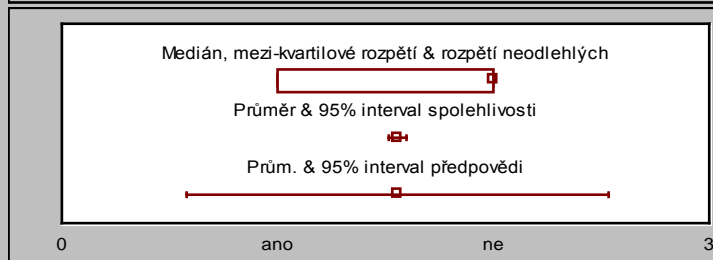 Medián, mezi-kvartilové rozpětí & rozpětí neodlehlých
Průměr & 95% interval spolehlivosti
Prům. & 95% interval předpovědi
0 ano ne 3